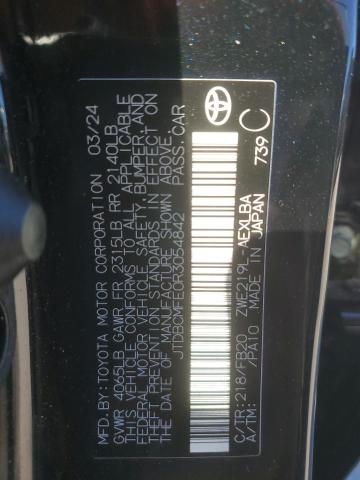 MFD.BY:TOYOTA MOTOR CORPORATION 03/24
GVWR 4065LB GAWR FR 2315LB RR 2140LB
THIS VEHICLE CONFORMS TO ALL APPLICABLE
FEDERAL MOTOR VEHICLE SAFETY, BUMPER, AND
THEFT PREVENTION STANDARDS IN EFFECT ON
THE DATE OF MANUFACTURE SHOWN ABOVE.
JTDBCMFE0R3054842 PASS.CAR
TOYOTA
739 C
C/TR:218/FB20 ZWE219L-AEXLBA
A/TM: /PA10 MADE IN JAPAN